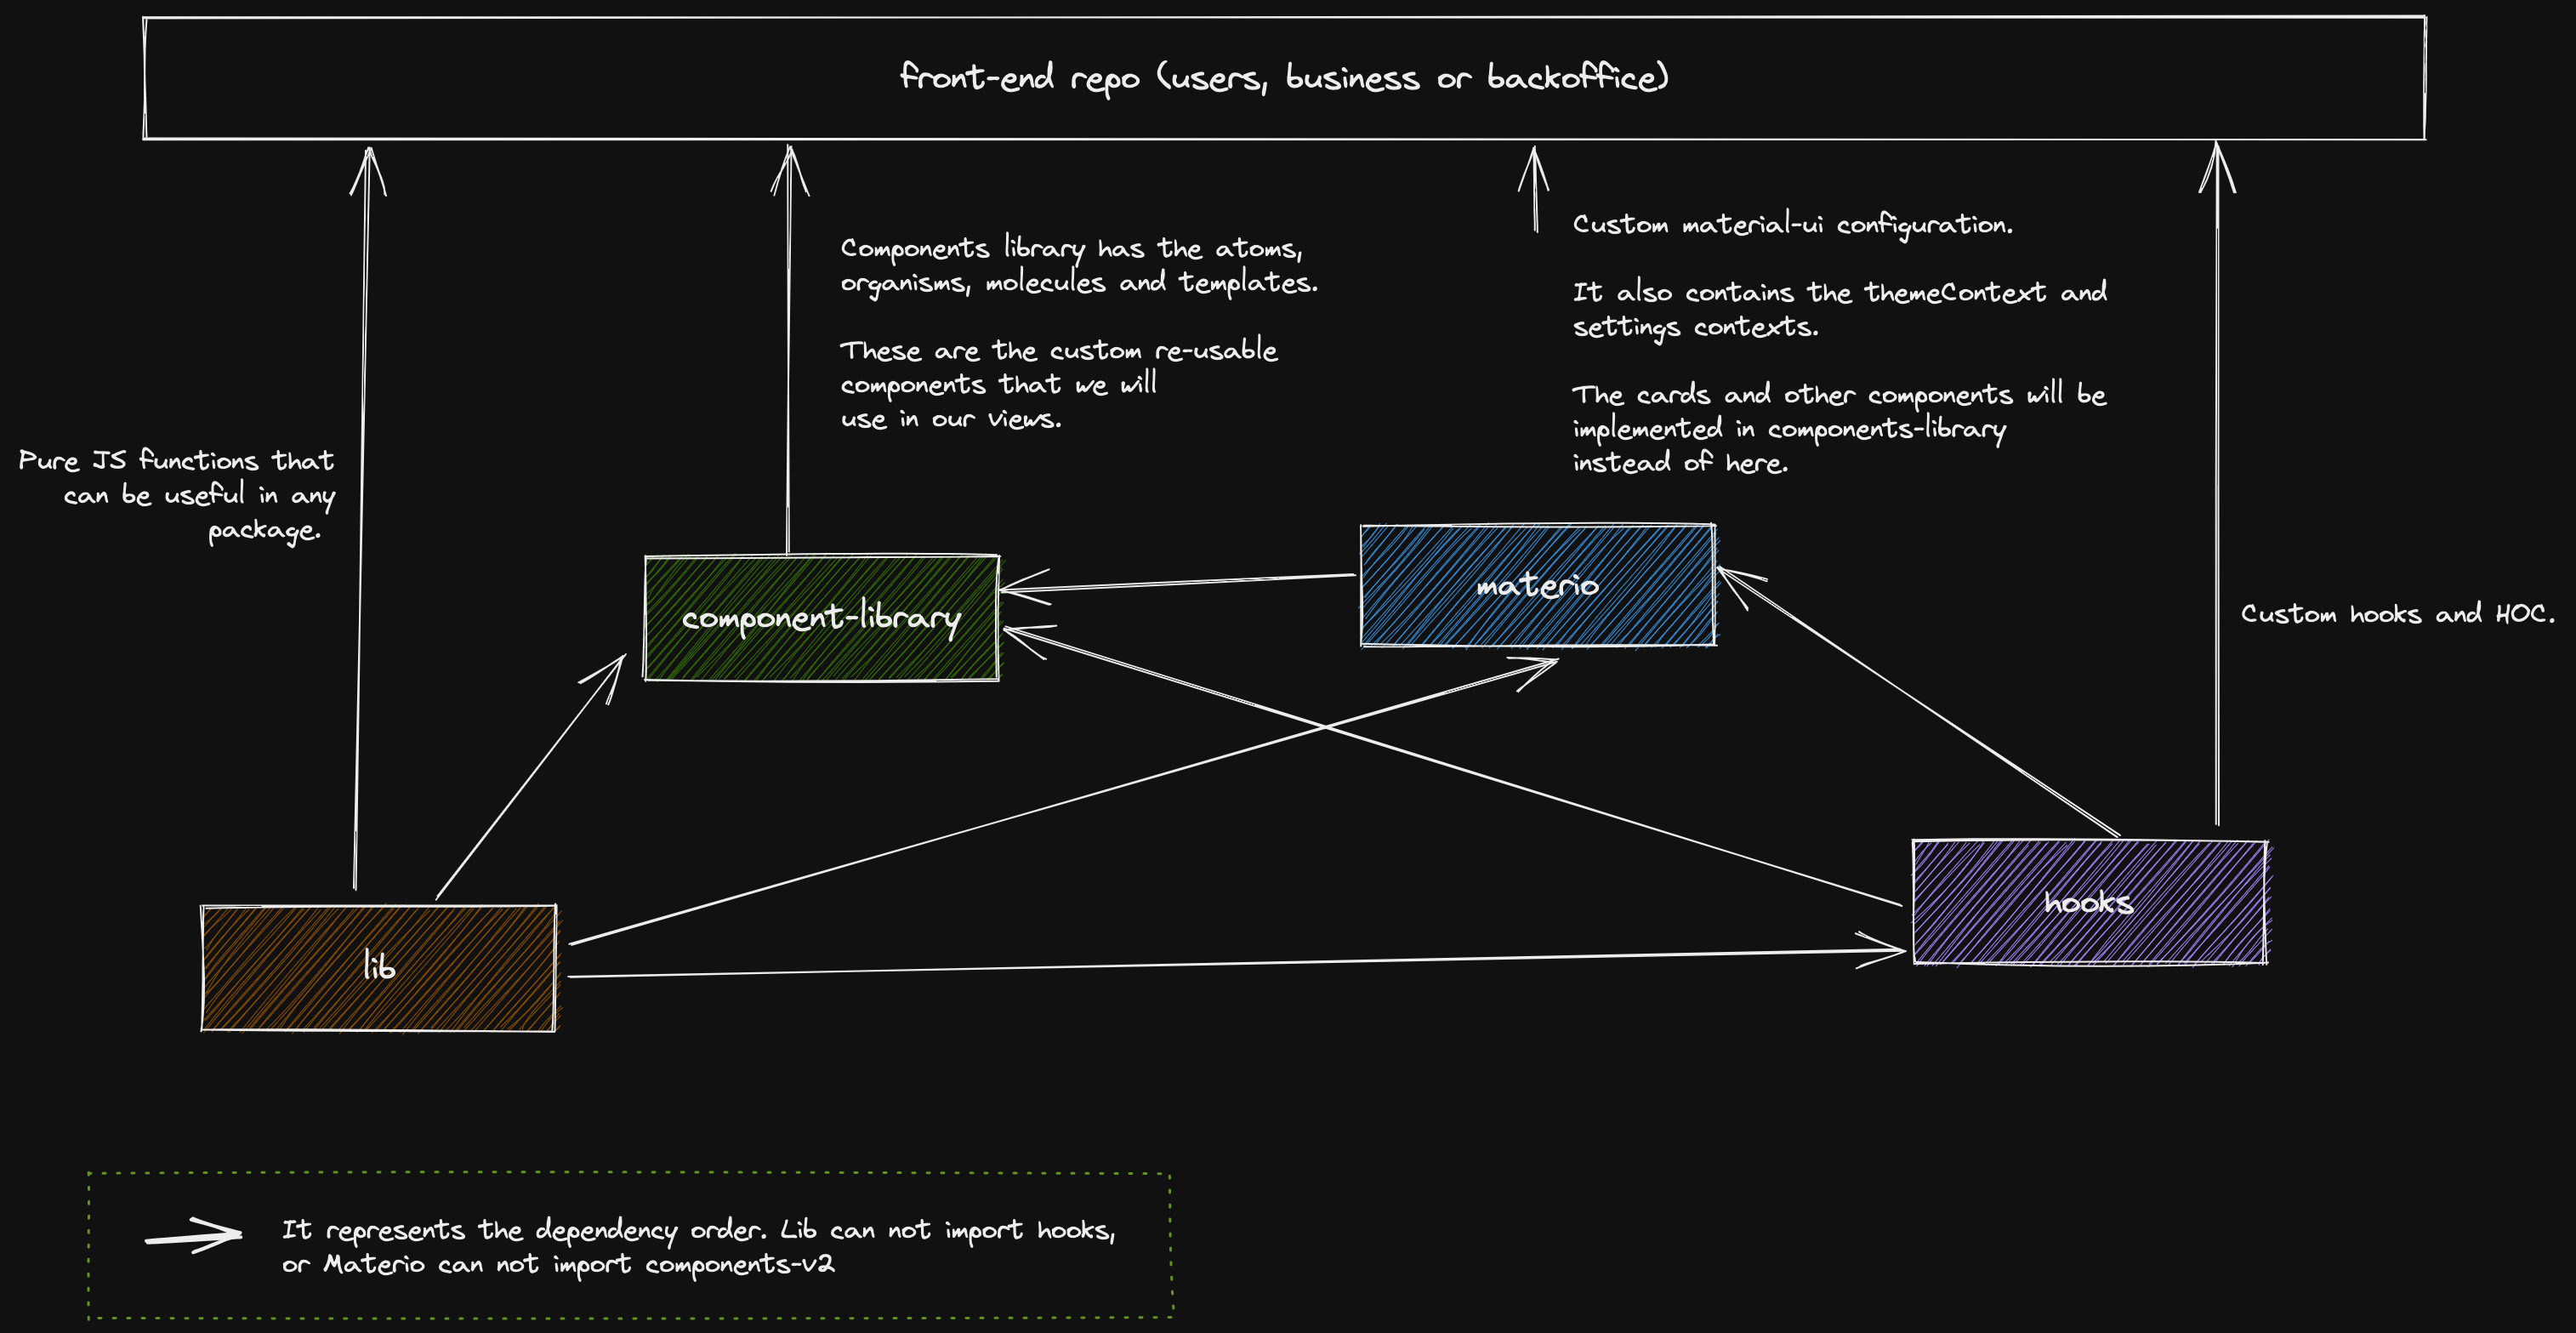 front-end repo (users, business or backoffice)
Components library has the atoms,
organisms, molecules and templates.
These are the custom re-usable
components that we will
use in our views.
Custom material-ui configuration.
It also contains the themeContext and
settings contexts.
The cards and other components will be
implemented in components-library
instead of here.
Pure JS functions that
can be useful in any
package.
component-library
materio
Custom hooks and HOC.
lib
hooks
It represents the dependency order. Lib can not import hooks,
or Materio can not import components-v2